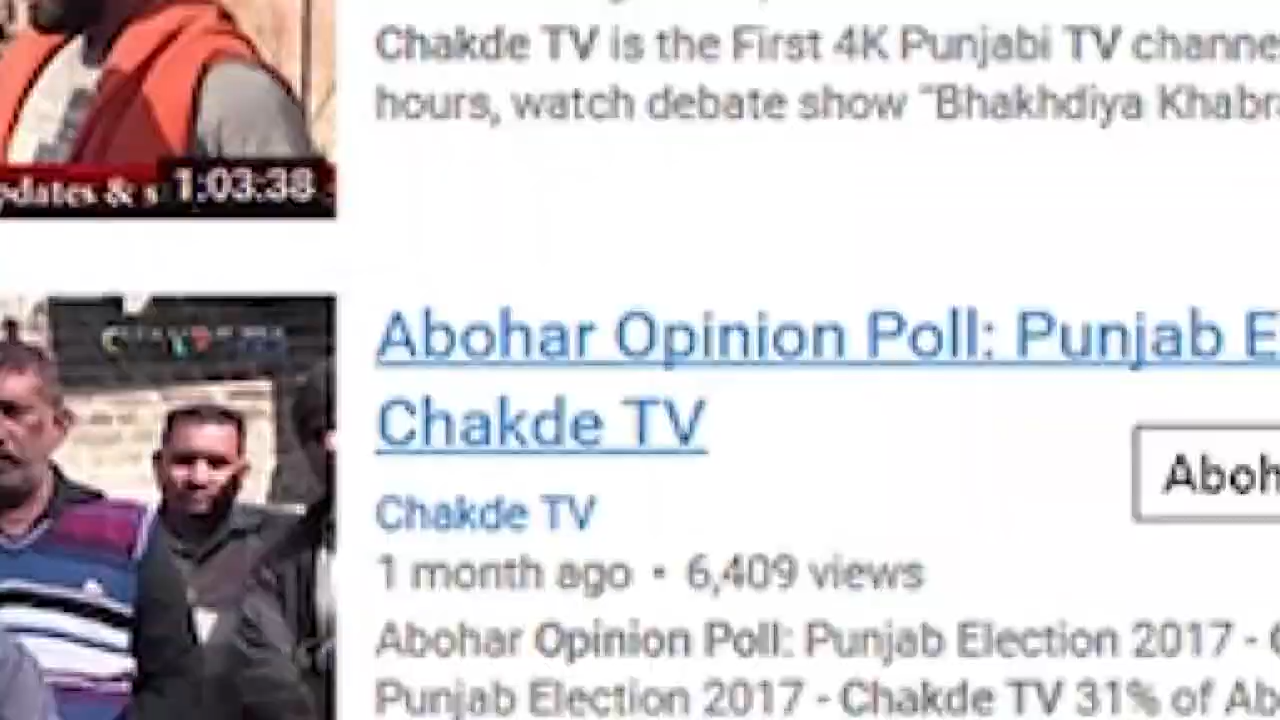 Chakde TV is the First 4K Punjabi TV channe
hours, watch debate show "Bhakhdiya Khabr
pdates & s 1:03:38
Abohar Opinion Poll: Punjab E
Chakde TV
Aboh
Chakde TV
1 month ago • 6,409 views
Abohar Opinion Poll: Punjab Election 2017 - C
Punjab Election 2017 - Chakde TV 31% of Ab